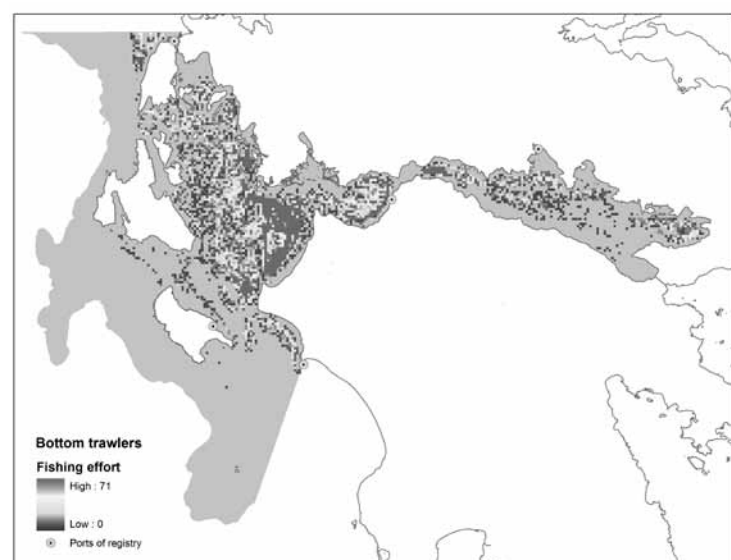 Bottom trawlers
Fishing effort
High : 71
Low : 0
Ports of registry